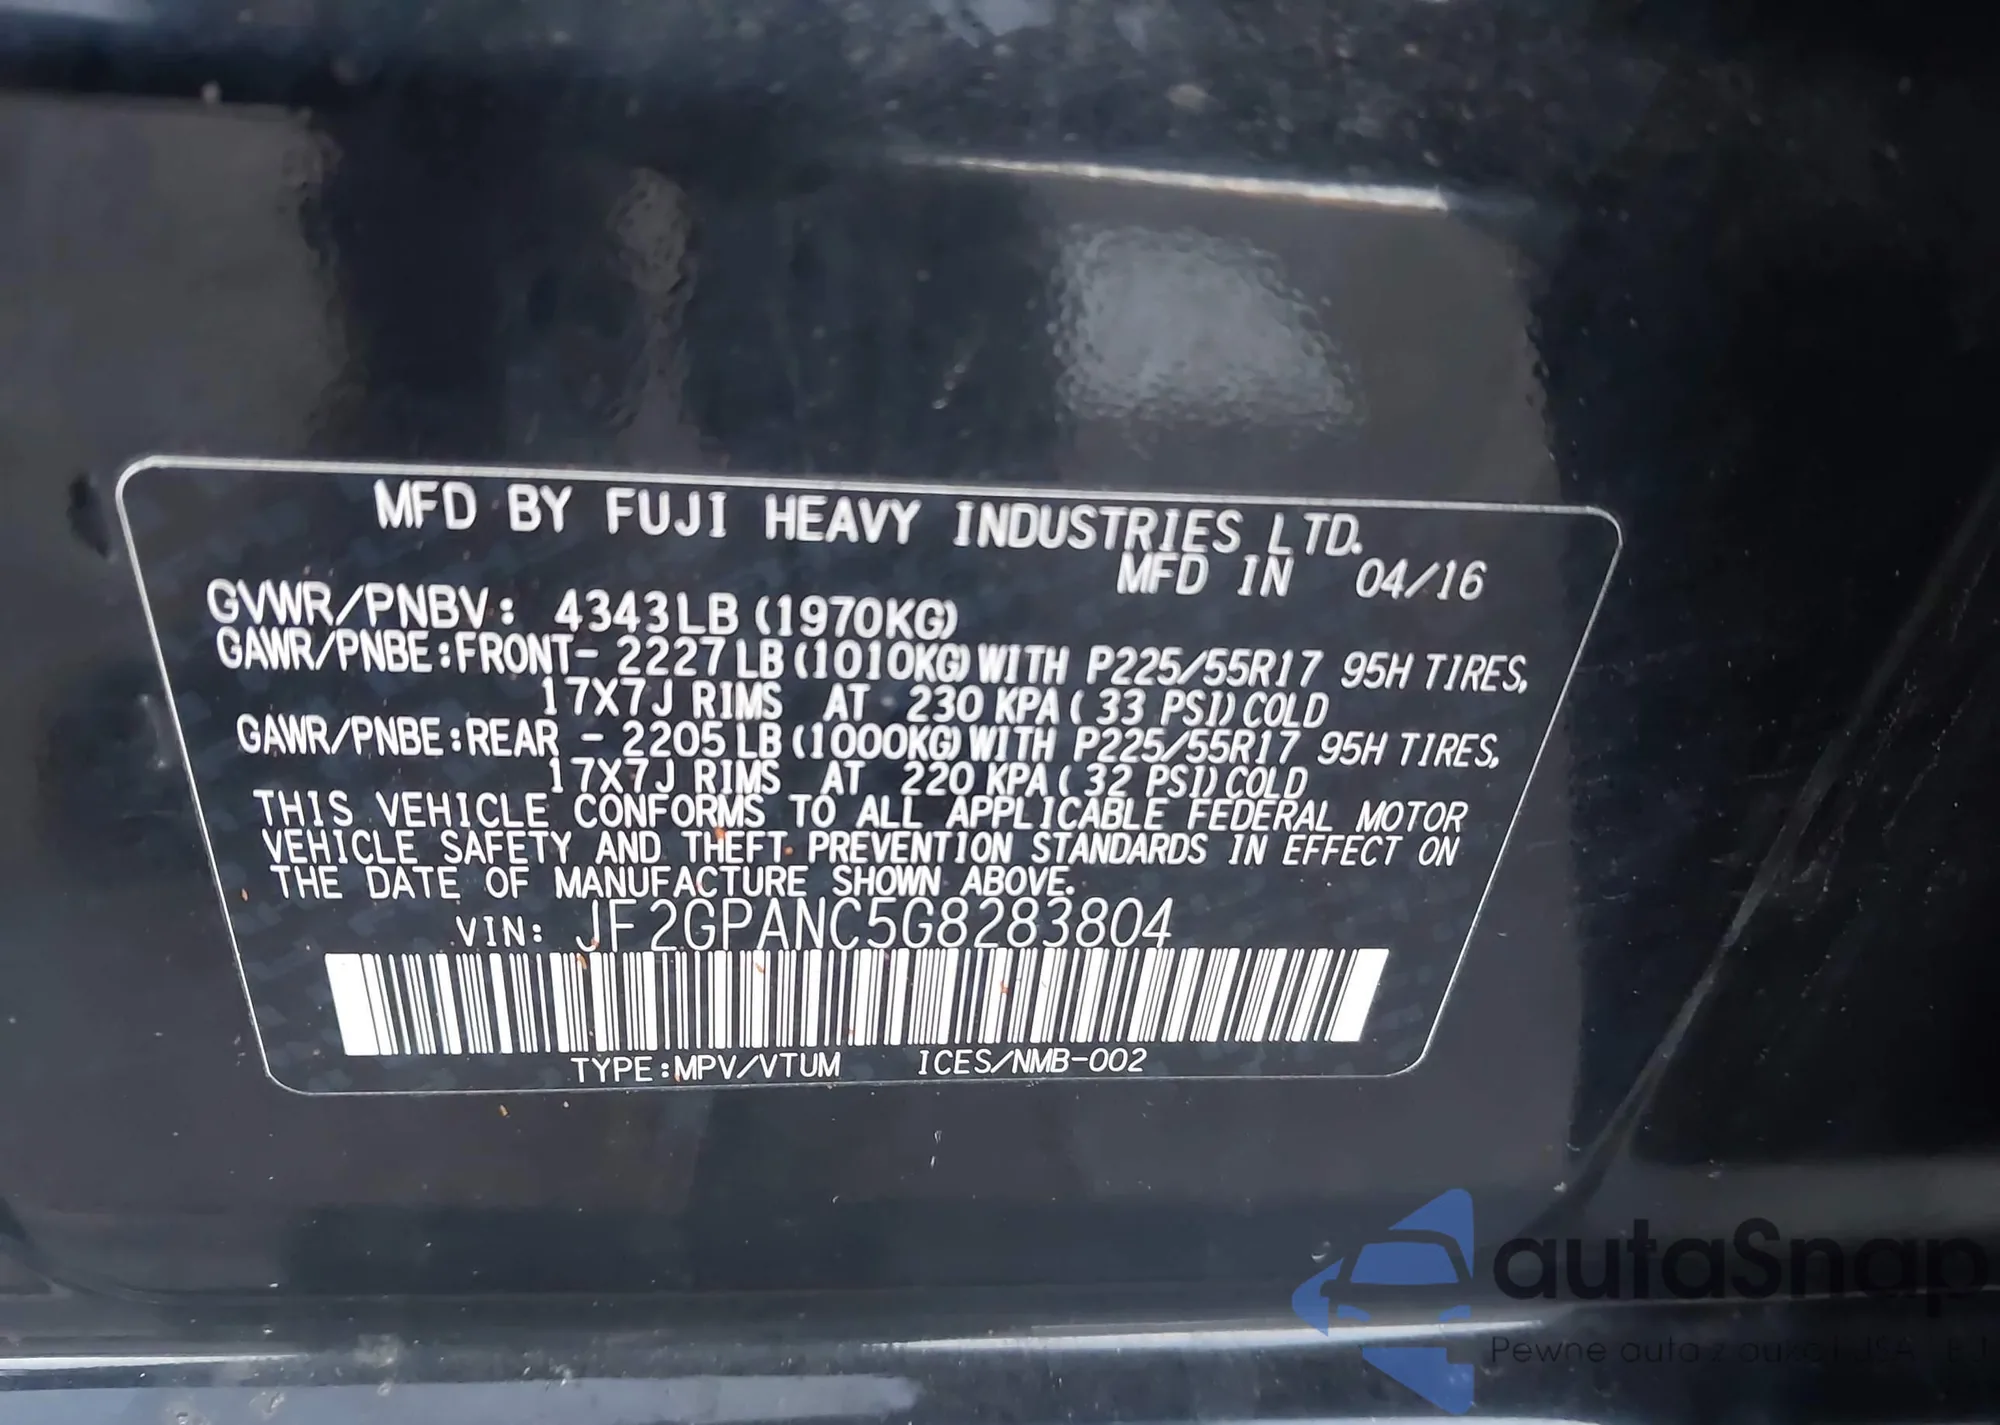 MFD BY FUJI HEAVY INDUSTRIES LTD.
MFD IN 04/16
GVWR/PNBV: 4343LB (1970KG)
GAWR/PNBE:FRONT- 2227LB(1010KG) WITH P225/55R17 95H TIRES,
17X7J RIMS AT 230 KPA( 33 PSI) COLD
GAWR/PNBE:REAR - 2205LB(1000KG) WITH P225/55R17 95H TIRES,
17X7J RIMS AT 220 KPA( 32 PSI) COLD
THIS VEHICLE CONFORMS TO ALL APPLICABLE FEDERAL MOTOR
VEHICLE SAFETY AND THEFT PREVENTION STANDARDS IN EFFECT ON
THE DATE OF MANUFACTURE SHOWN ABOVE.
VIN: JF2GPANC5G8283804
TYPE:MPV/VTUM ICES/NMB-002
autaSnap
Pewne auta z aukcji USA